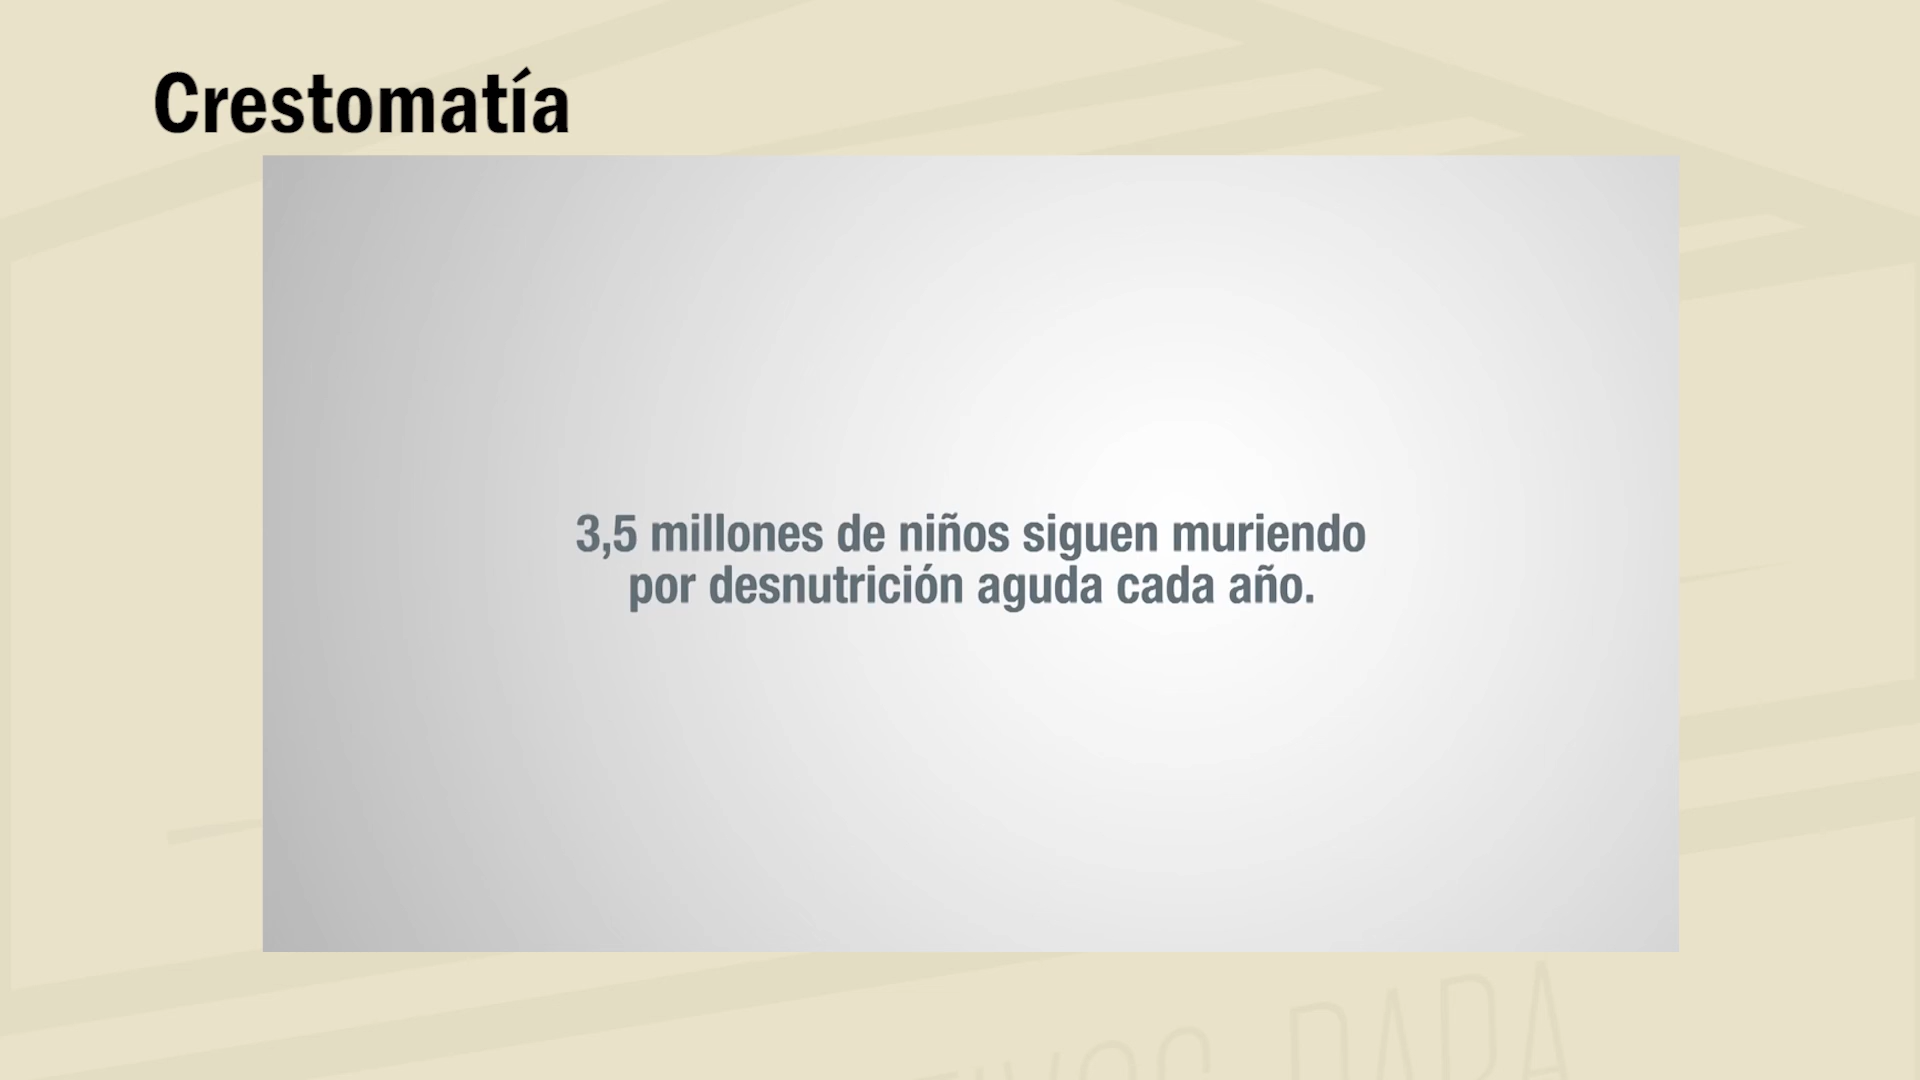 Crestomatía
3,5 millones de niños siguen muriendo
por desnutrición aguda cada año.